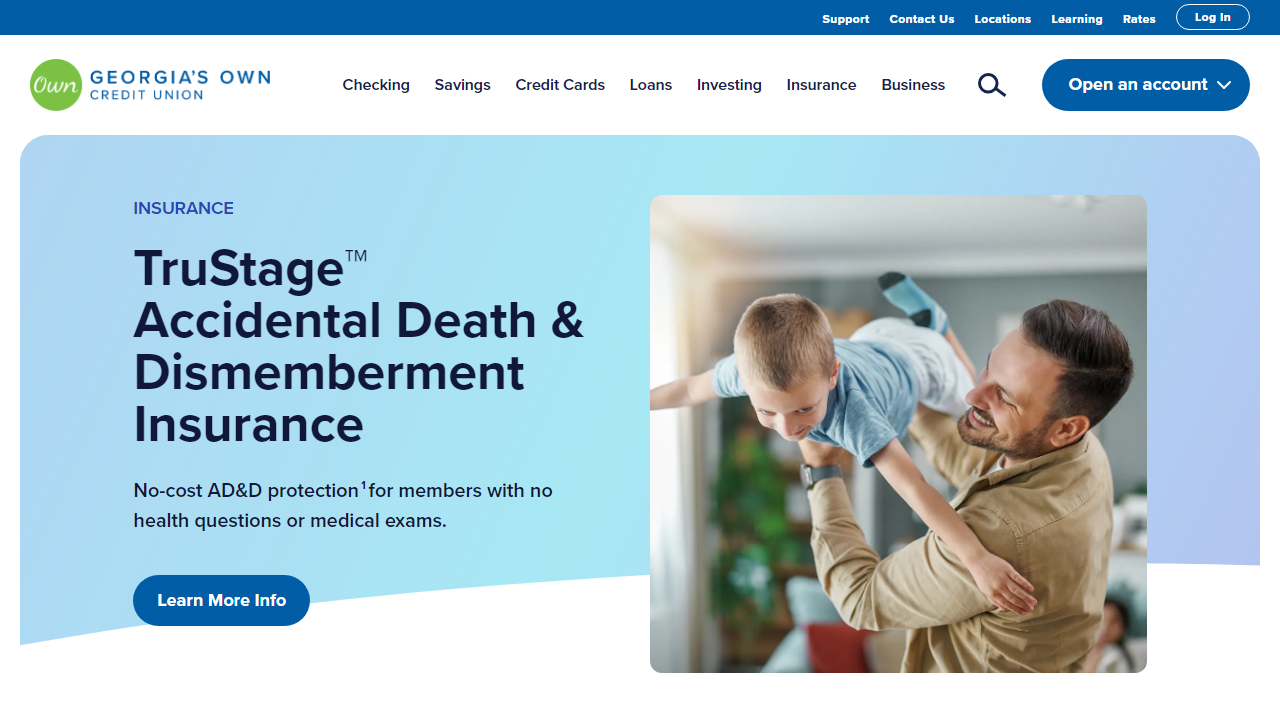 Support Contact Us Locations Learning Rates Log In
Own GEORGIA'S OWN
CREDIT UNION
Checking Savings Credit Cards Loans Investing Insurance Business Open an account
INSURANCE
TruStage™
Accidental Death &
Dismemberment
Insurance
No-cost AD&D protection¹ for members with no
health questions or medical exams.
Learn More Info